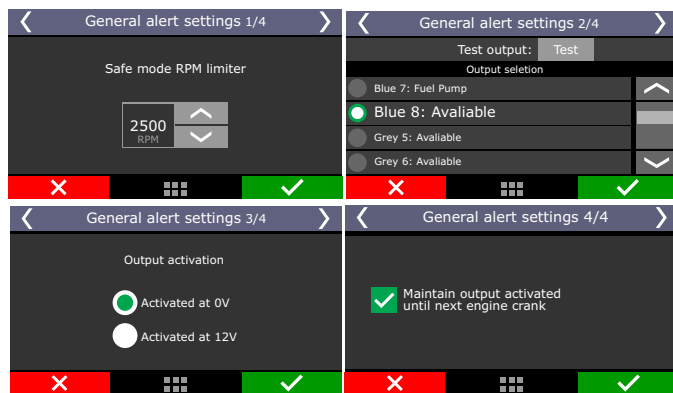 General alert settings 1/4
Safe mode RPM limiter
2500
RPM
General alert settings 2/4
Test output: Test
Output seletion
Blue 7: Fuel Pump
Blue 8: Avaliable
Grey 5: Avaliable
Grey 6: Avaliable
General alert settings 3/4
Output activation
Activated at 0V
Activated at 12V
General alert settings 4/4
Maintain output activated
until next engine crank